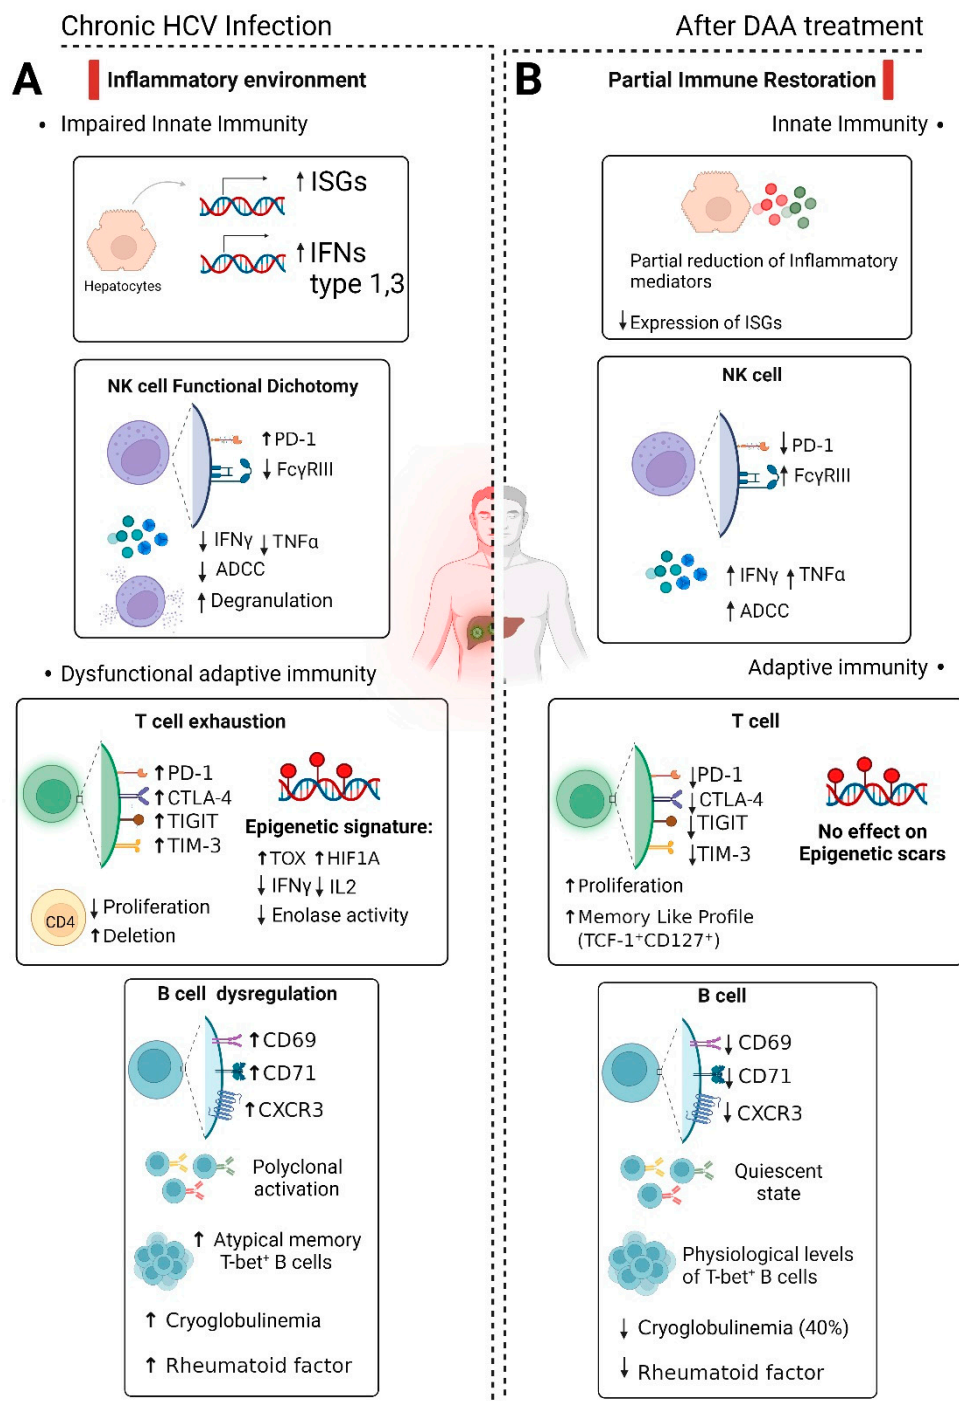 Chronic HCV Infection
A
Inflammatory environment
• Impaired Innate Immunity
↑ ISGs
↑ IFNs
type 1,3
Hepatocytes
NK cell Functional Dichotomy
↑ PD-1
↓ FcγRIII
↓ IFNγ ↓ TNFα
↓ ADCC
↑ Degranulation
• Dysfunctional adaptive immunity
T cell exhaustion
↑ PD-1
↑ CTLA-4
↑ TIGIT
↑ TIM-3
Epigenetic signature:
↑ TOX ↑ HIF1A
↓ IFNγ ↓ IL2
↓ Enolase activity
CD4
↓ Proliferation
↑ Deletion
B cell dysregulation
↑ CD69
↑ CD71
↑ CXCR3
Polyclonal
activation
↑ Atypical memory
T-bet⁺ B cells
↑ Cryoglobulinemia
↑ Rheumatoid factor
After DAA treatment
B
Partial Immune Restoration
Innate Immunity •
Partial reduction of Inflammatory
mediators
↓ Expression of ISGs
NK cell
↓ PD-1
↑ FcγRIII
↑ IFNγ ↑ TNFα
↑ ADCC
Adaptive immunity •
T cell
↓ PD-1
↓ CTLA-4
↓ TIGIT
↓ TIM-3
No effect on
Epigenetic scars
↑ Proliferation
↑ Memory Like Profile
(TCF-1⁺CD127⁺)
B cell
↓ CD69
↓ CD71
↓ CXCR3
Quiescent
state
Physiological levels
of T-bet⁺ B cells
↓ Cryoglobulinemia (40%)
↓ Rheumatoid factor